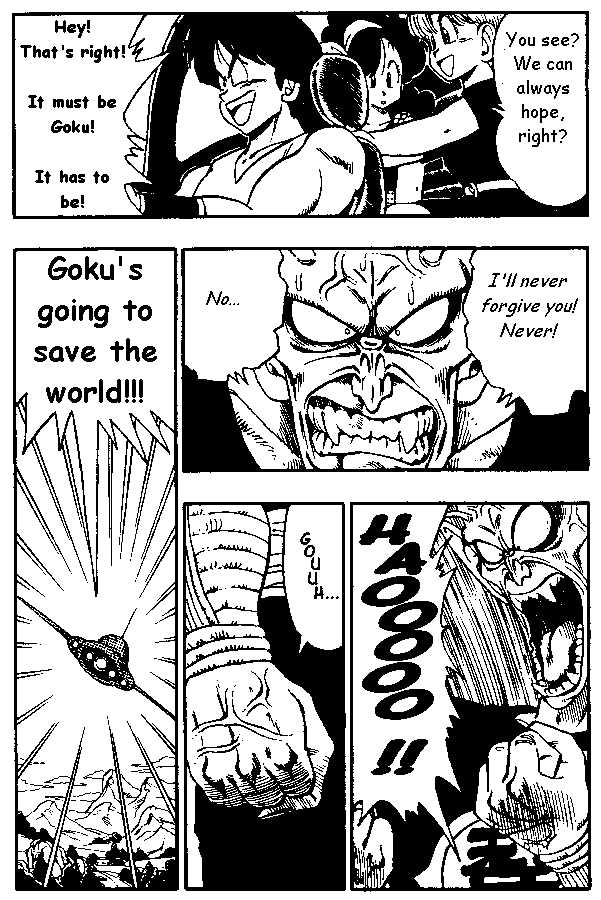 You see?
We can
always
hope,
right?
Hey!
That's right!
It must be
Goku!
It has to
be!
I'll never
forgive you!
Never!
No...
HAOOOOO!!
GOUUH...
Goku's
going to
save the
world!!!